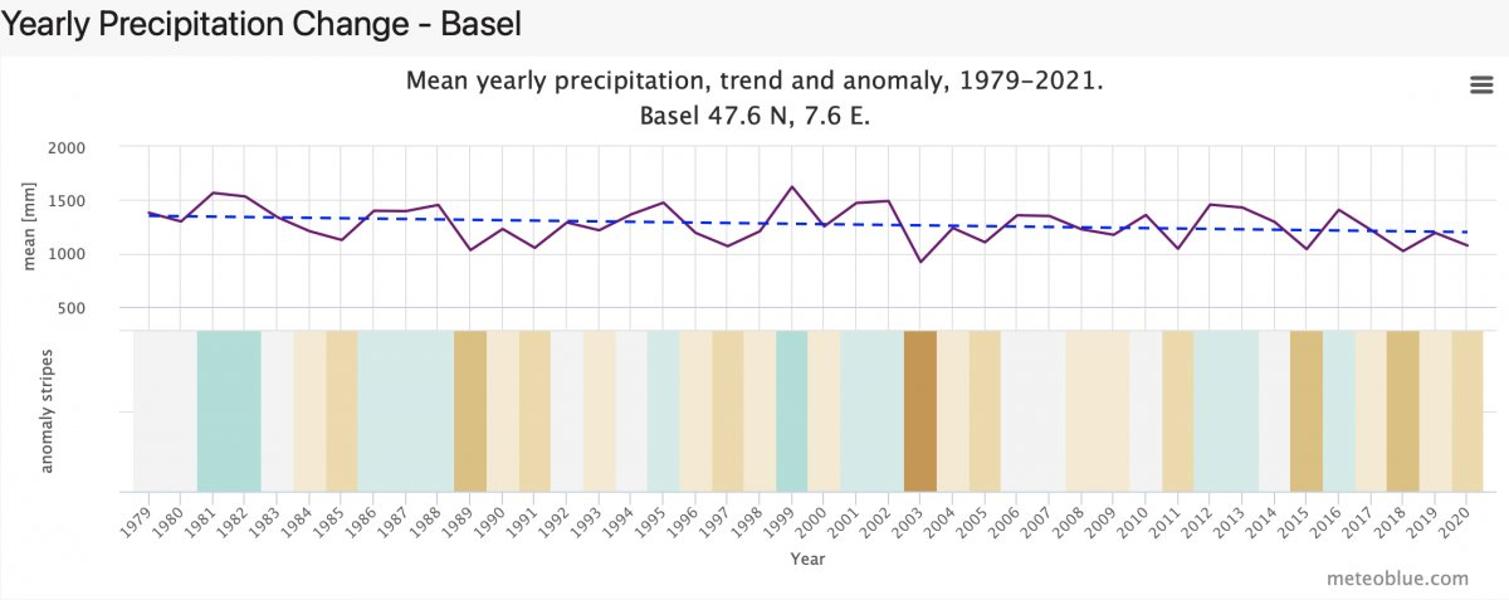 Yearly Precipitation Change - Basel
Mean yearly precipitation, trend and anomaly, 1979–2021.
Basel 47.6 N, 7.6 E.
2000
1500
1000
500
mean [mm]
anomaly stripes
1979 1980 1981 1982 1983 1984 1985 1986 1987 1988 1989 1990 1991 1992 1993 1994 1995 1996 1997 1998 1999 2000 2001 2002 2003 2004 2005 2006 2007 2008 2009 2010 2011 2012 2013 2014 2015 2016 2017 2018 2019 2020
Year
meteoblue.com